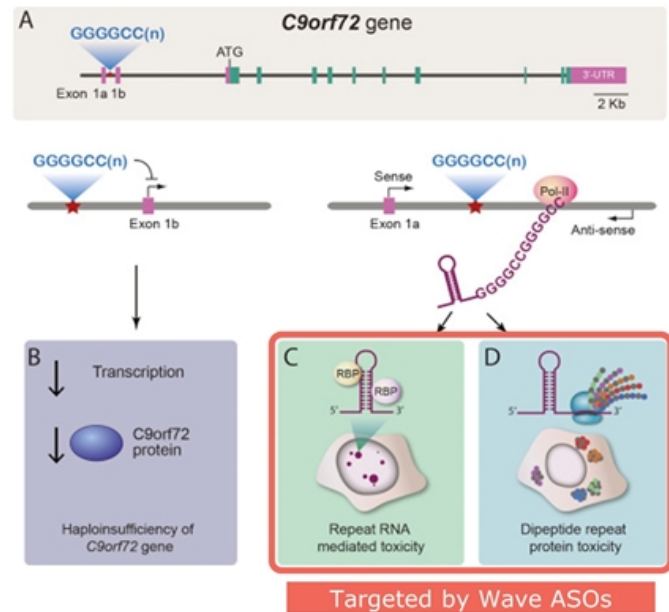 A
C9orf72 gene
GGGGCC(n)
ATG
3'-UTR
Exon 1a 1b
2 Kb
GGGGCC(n)
Exon 1b
GGGGCC(n)
Sense
Pol-II
Exon 1a
Anti-sense
GGGGCCGGGGCC
B
Transcription
C9orf72
protein
Haploinsufficiency of
C9orf72 gene
C
RBP
RBP
5' 3'
Repeat RNA
mediated toxicity
D
5' 3'
Dipeptide repeat
protein toxicity
Targeted by Wave ASOs